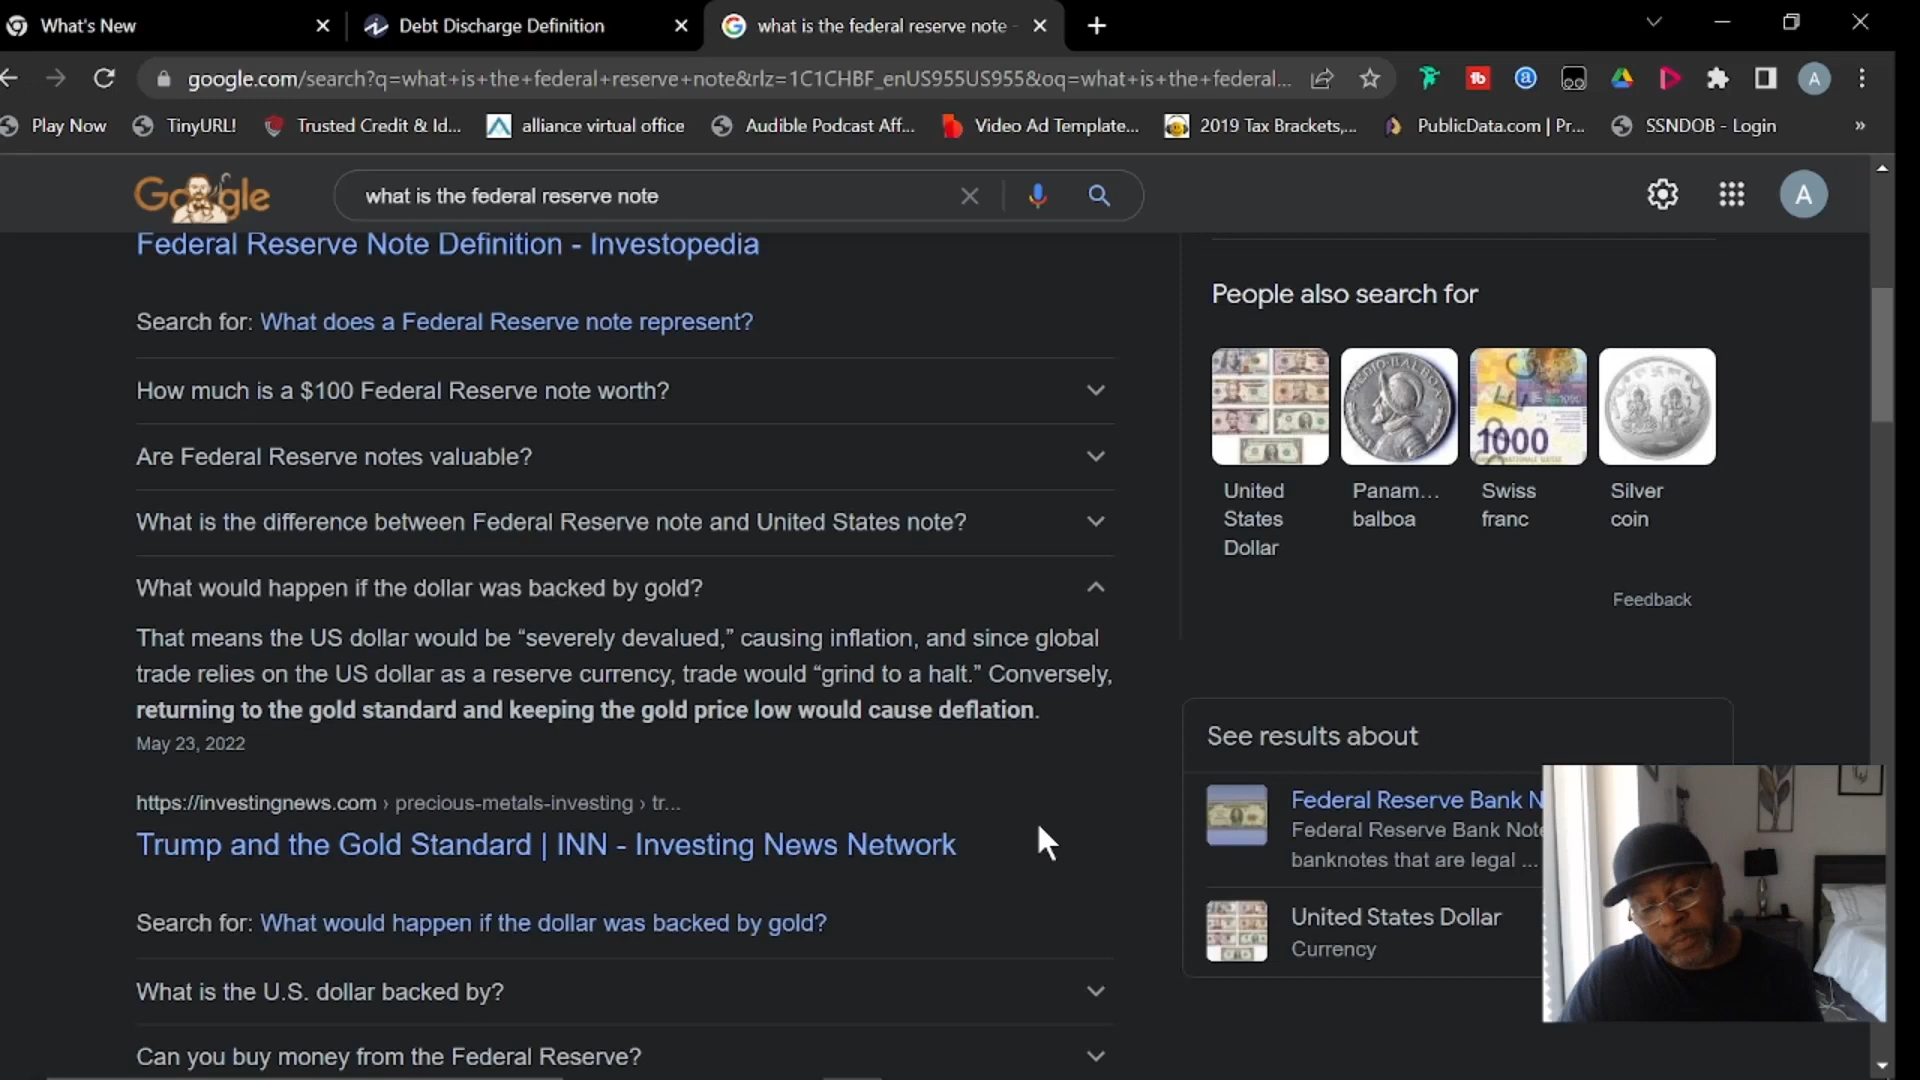 What's New
Debt Discharge Definition
what is the federal reserve note -
google.com/search?q=what+is+the+federal+reserve+note&rlz=1C1CHBF_enUS955US955&oq=what+is+the+federal...
A
Play Now
TinyURL!
Trusted Credit & Id...
alliance virtual office
Audible Podcast Aff...
Video Ad Template...
2019 Tax Brackets,...
PublicData.com | Pr...
SSNDOB - Login
»
Google
what is the federal reserve note
A
Federal Reserve Note Definition - Investopedia
Search for: What does a Federal Reserve note represent?
How much is a $100 Federal Reserve note worth?
Are Federal Reserve notes valuable?
What is the difference between Federal Reserve note and United States note?
What would happen if the dollar was backed by gold?
That means the US dollar would be “severely devalued,” causing inflation, and since global
trade relies on the US dollar as a reserve currency, trade would “grind to a halt.” Conversely,
returning to the gold standard and keeping the gold price low would cause deflation.
May 23, 2022
https://investingnews.com › precious-metals-investing › tr...
Trump and the Gold Standard | INN - Investing News Network
Search for: What would happen if the dollar was backed by gold?
What is the U.S. dollar backed by?
Can you buy money from the Federal Reserve?
People also search for
1000
United
States
Dollar
Panam...
balboa
Swiss
franc
Silver
coin
Feedback
See results about
Federal Reserve Bank N
Federal Reserve Bank Note
banknotes that are legal ...
United States Dollar
Currency